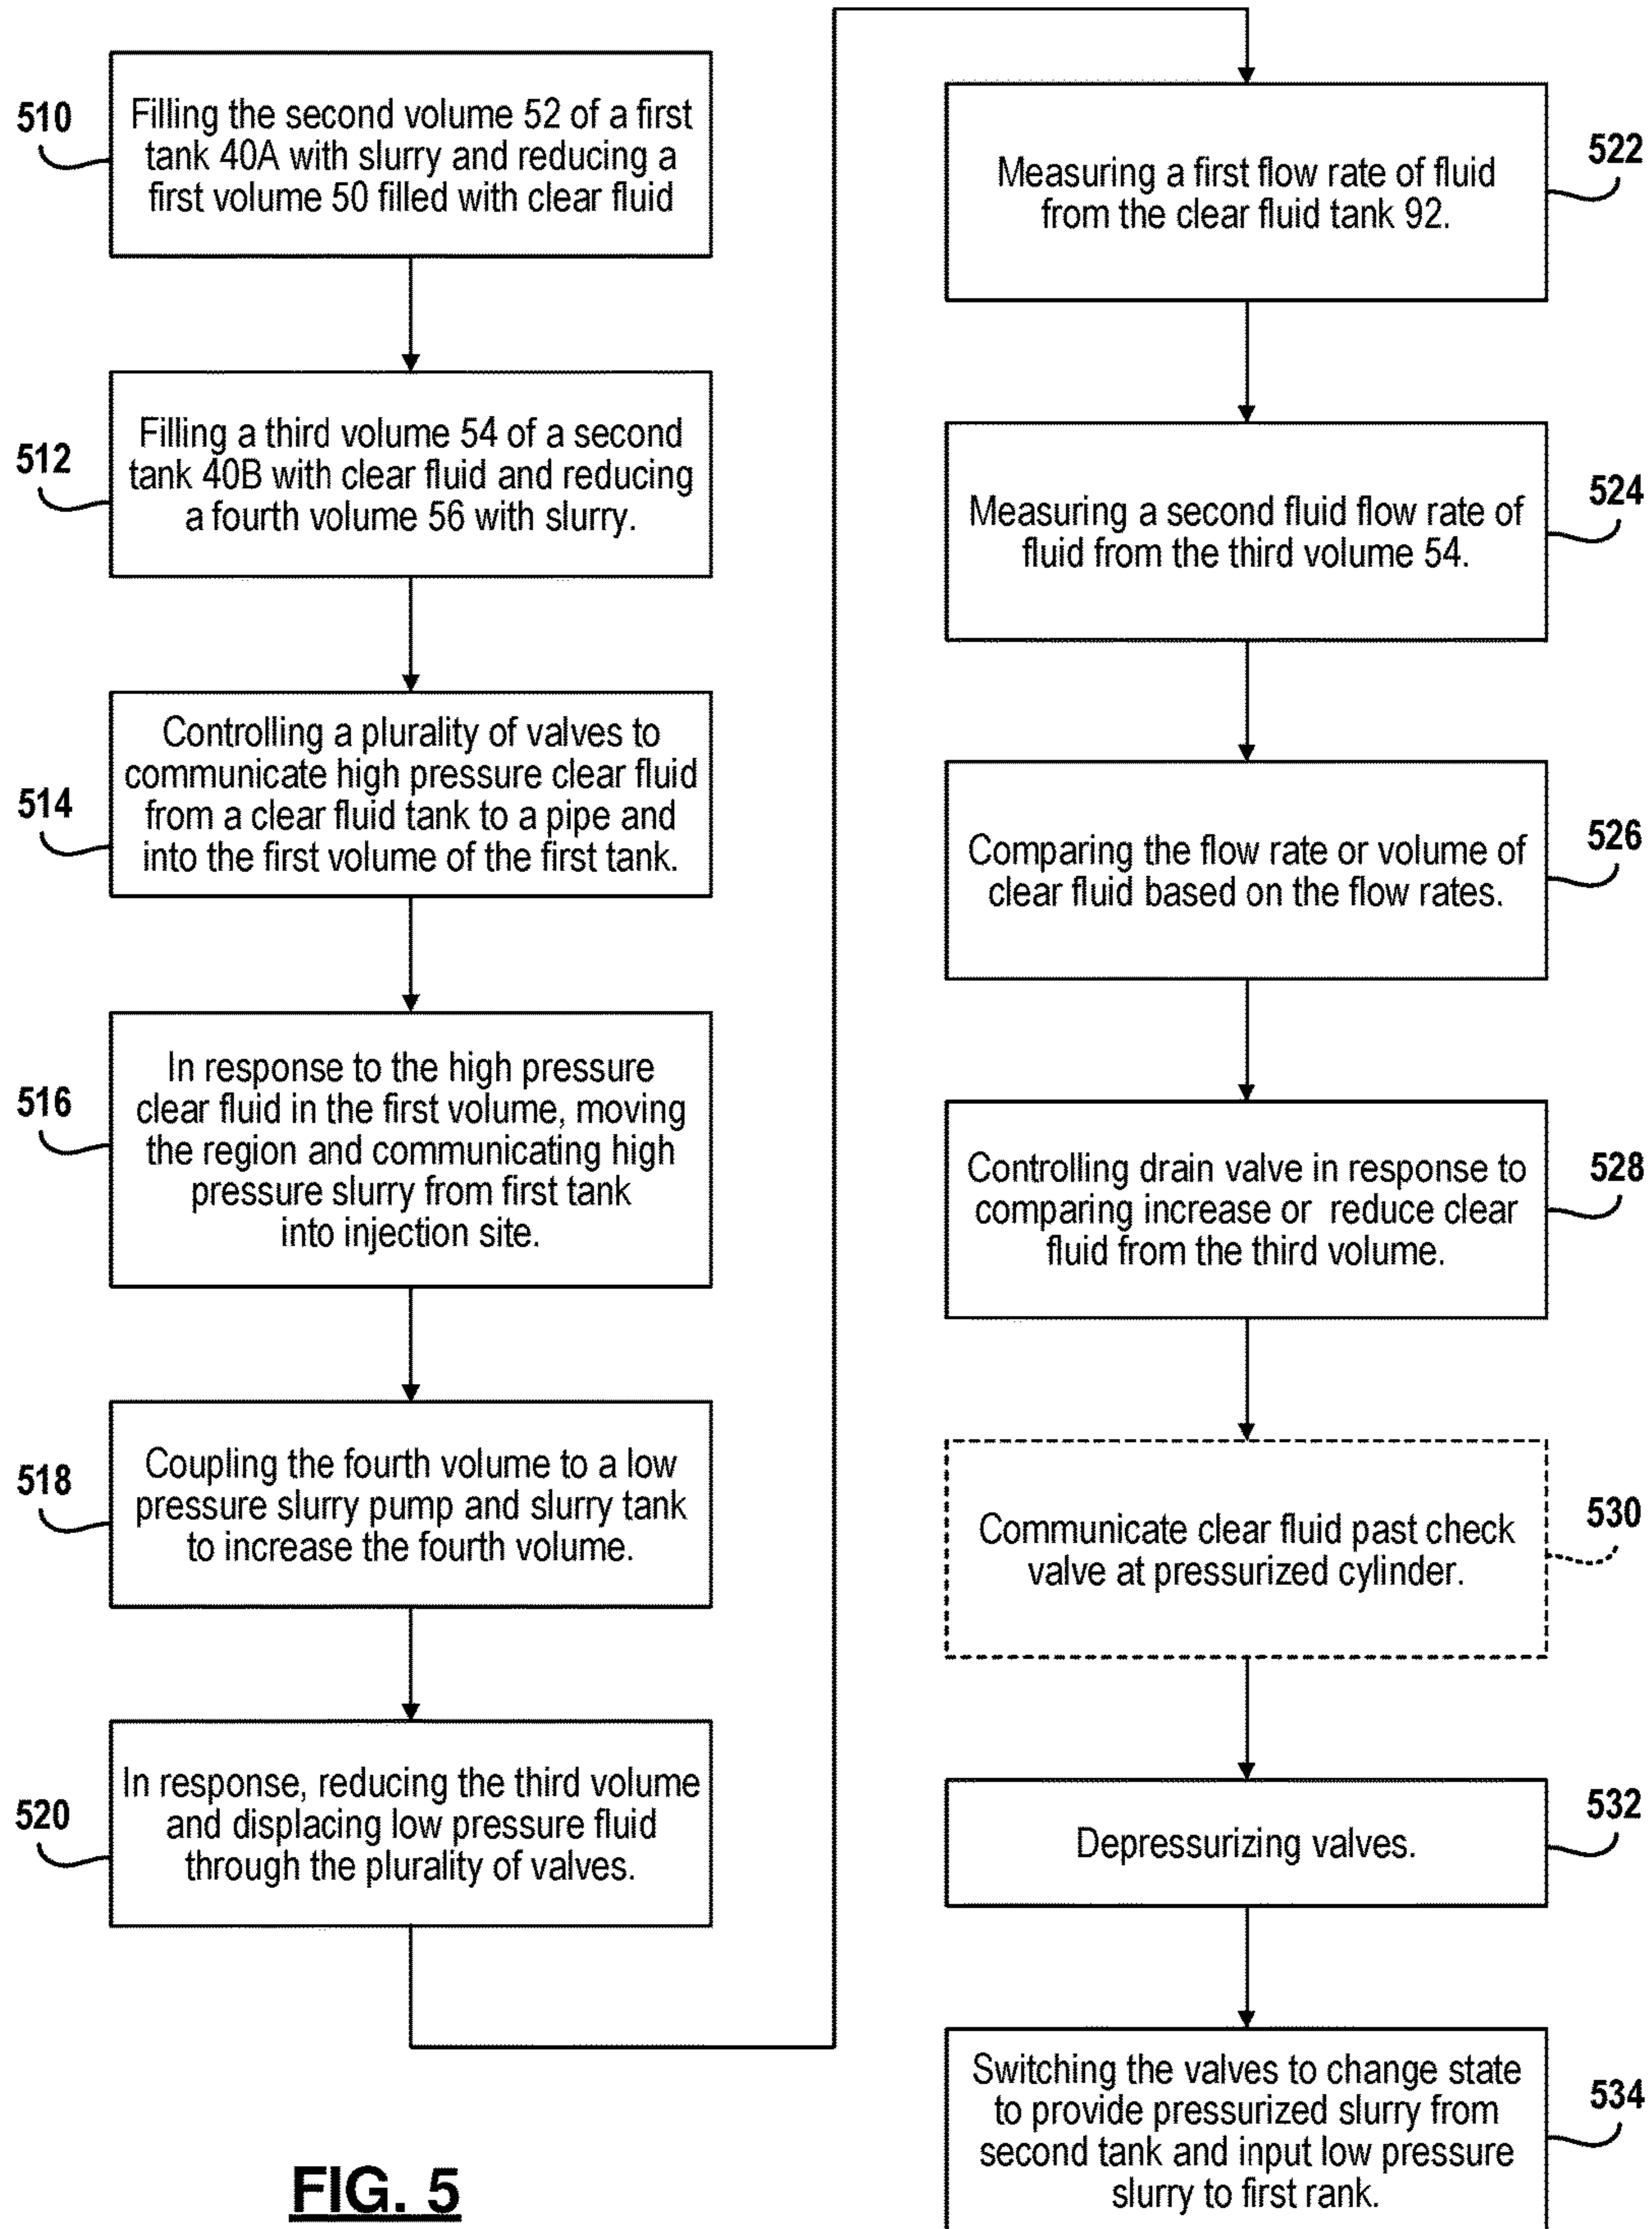 510
Filling the second volume 52 of a first
tank 40A with slurry and reducing a
first volume 50 filled with clear fluid
512
Filling a third volume 54 of a second
tank 40B with clear fluid and reducing
a fourth volume 56 with slurry.
514
Controlling a plurality of valves to
communicate high pressure clear fluid
from a clear fluid tank to a pipe and
into the first volume of the first tank.
516
In response to the high pressure
clear fluid in the first volume, moving
the region and communicating high
pressure slurry from first tank
into injection site.
518
Coupling the fourth volume to a low
pressure slurry pump and slurry tank
to increase the fourth volume.
520
In response, reducing the third volume
and displacing low pressure fluid
through the plurality of valves.
522
Measuring a first flow rate of fluid
from the clear fluid tank 92.
524
Measuring a second fluid flow rate of
fluid from the third volume 54.
526
Comparing the flow rate or volume of
clear fluid based on the flow rates.
528
Controlling drain valve in response to
comparing increase or reduce clear
fluid from the third volume.
530
Communicate clear fluid past check
valve at pressurized cylinder.
532
Depressurizing valves.
534
Switching the valves to change state
to provide pressurized slurry from
second tank and input low pressure
slurry to first rank.
FIG. 5